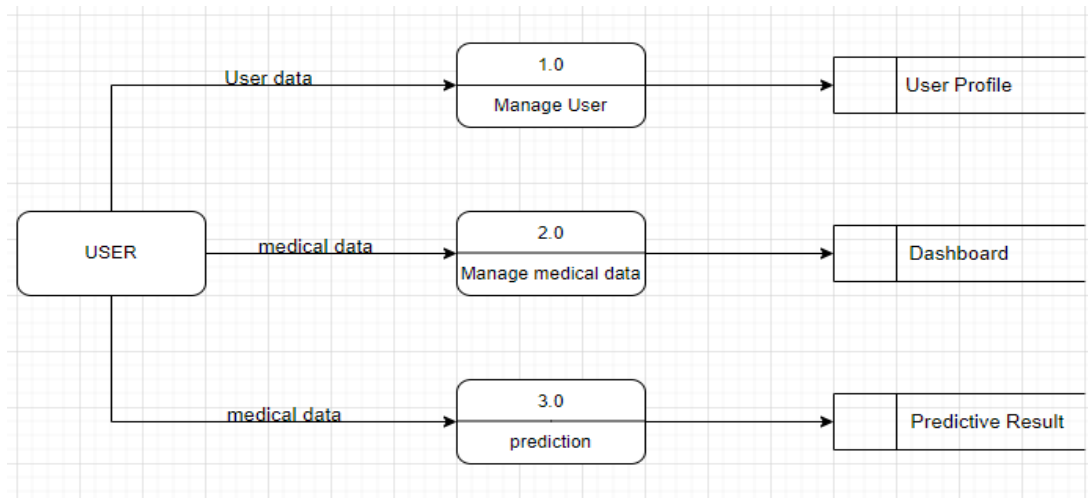 User data
1.0
Manage User
User Profile
USER
medical data
2.0
Manage medical data
Dashboard
medical data
3.0
prediction
Predictive Result